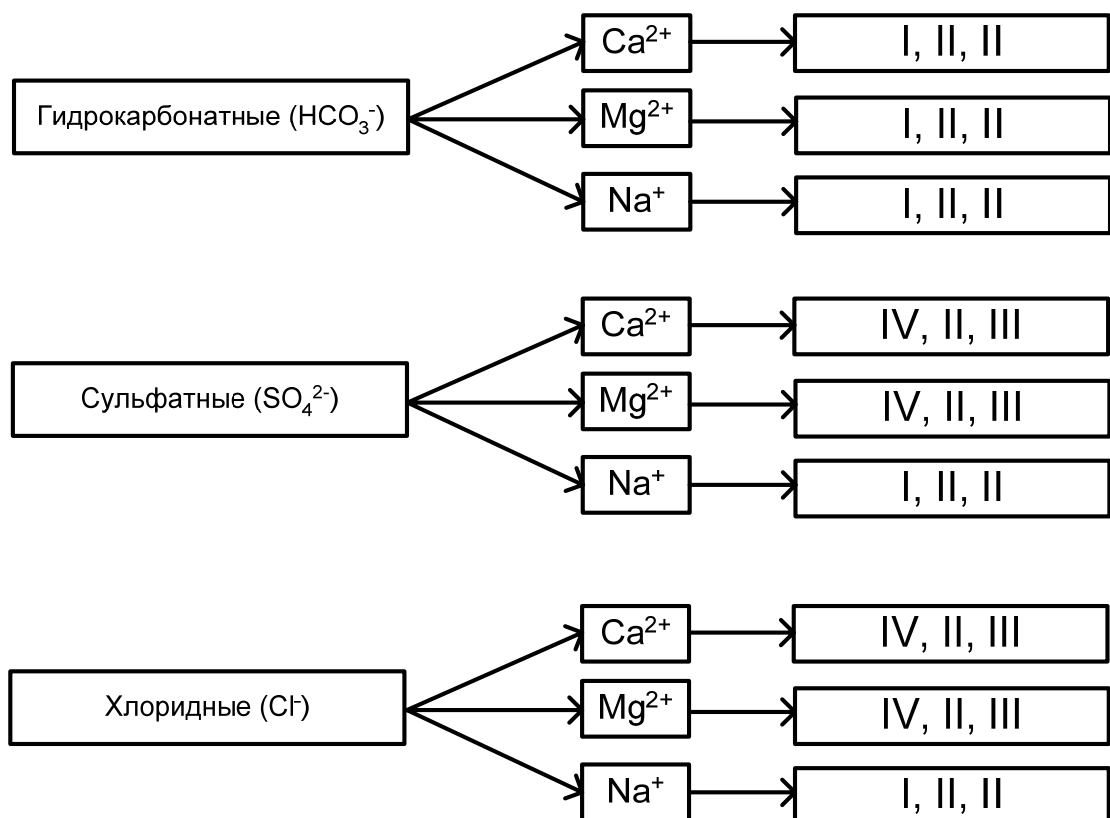 Ca²⁺
I, II, II
Гидрокарбонатные (HCO₃⁻)
Mg²⁺
I, II, II
Na⁺
I, II, II
Ca²⁺
IV, II, III
Сульфатные (SO₄²⁻)
Mg²⁺
IV, II, III
Na⁺
I, II, II
Ca²⁺
IV, II, III
Хлоридные (Cl⁻)
Mg²⁺
IV, II, III
Na⁺
I, II, II